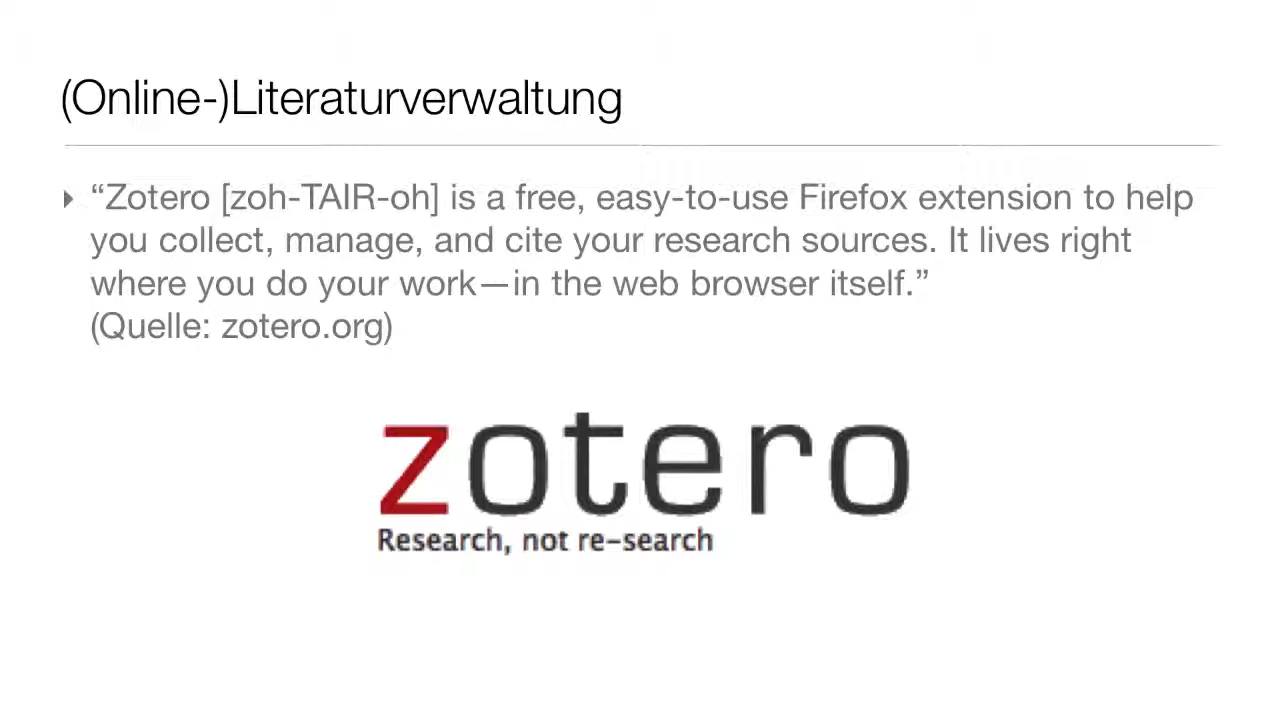 (Online-)Literaturverwaltung
“Zotero [zoh-TAIR-oh] is a free, easy-to-use Firefox extension to help
you collect, manage, and cite your research sources. It lives right
where you do your work—in the web browser itself.”
(Quelle: zotero.org)
zotero
Research, not re-search